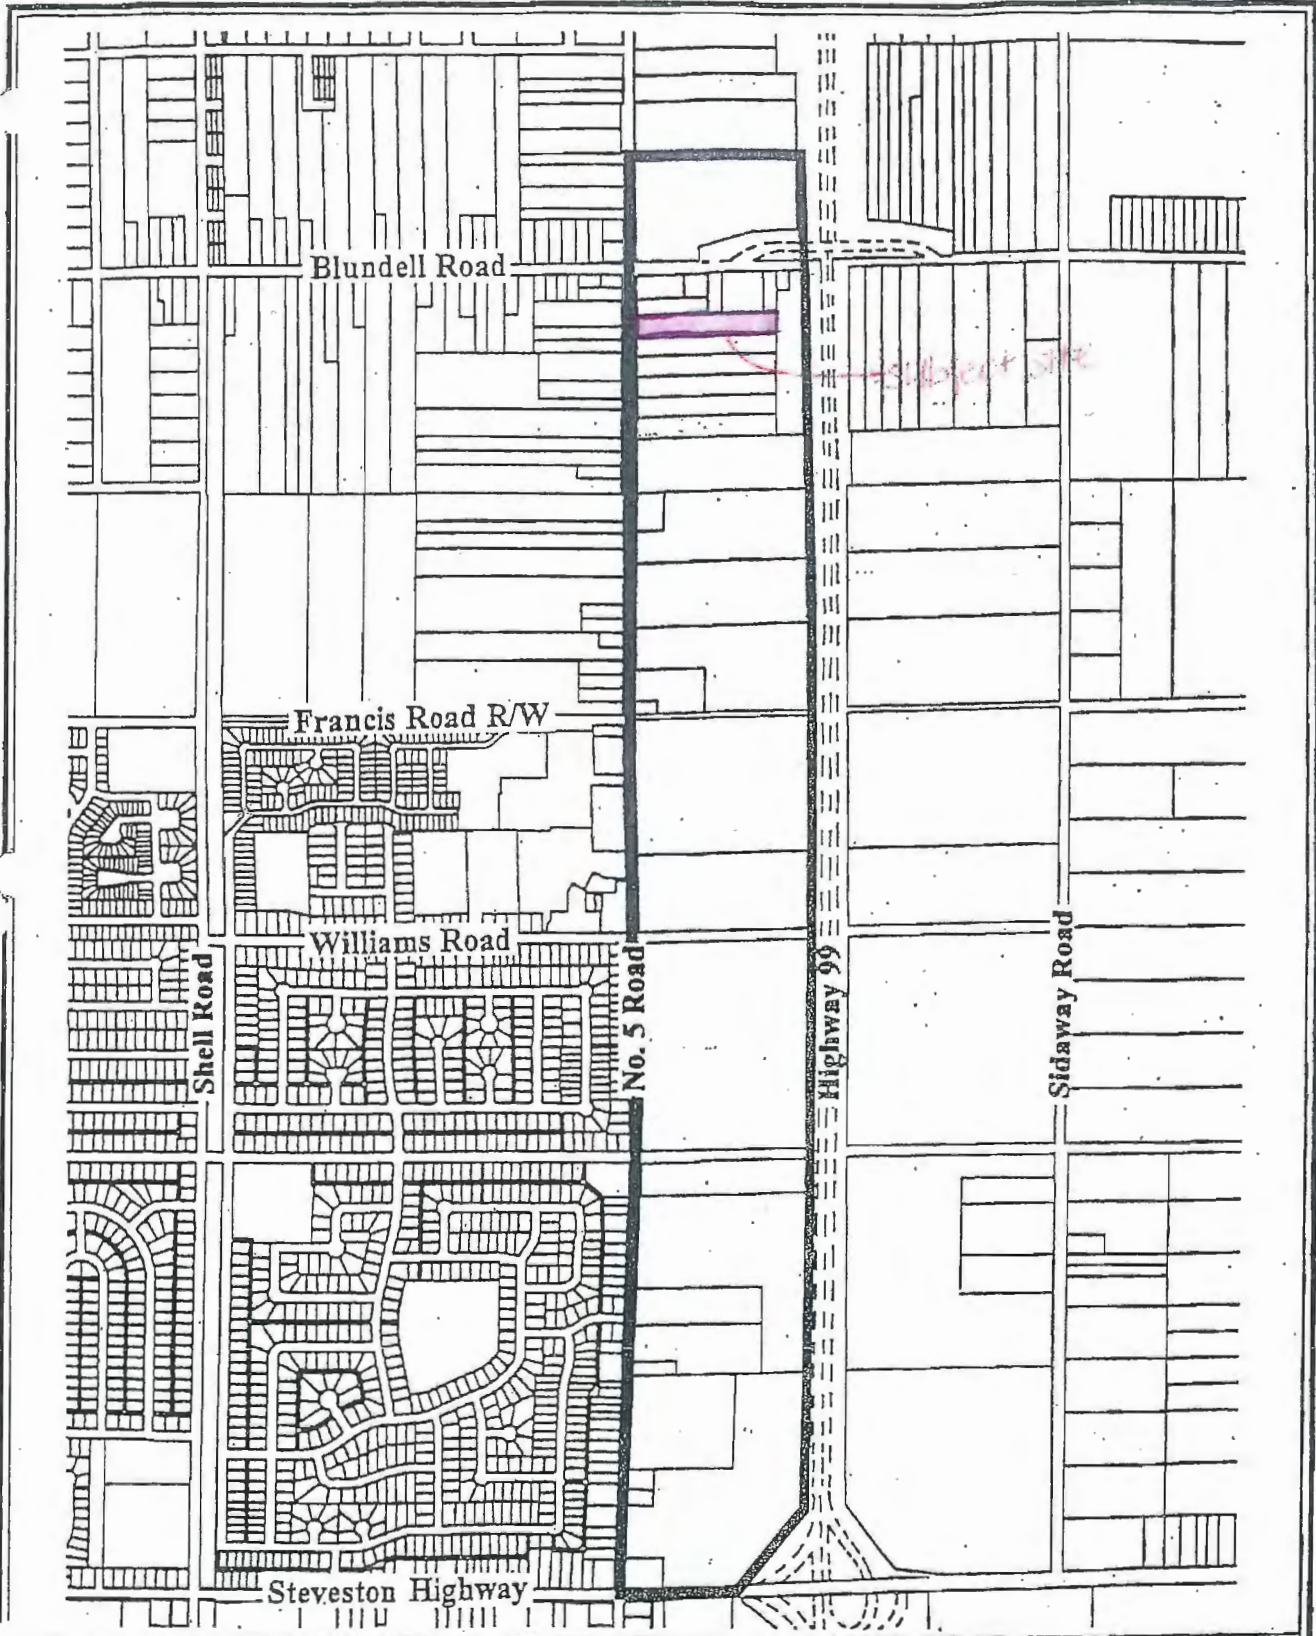 Blundell Road
subject site
Francis Road R/W
Williams Road
Shell Road
No. 5 Road
Highway 99
Sidaway Road
Steveston Highway